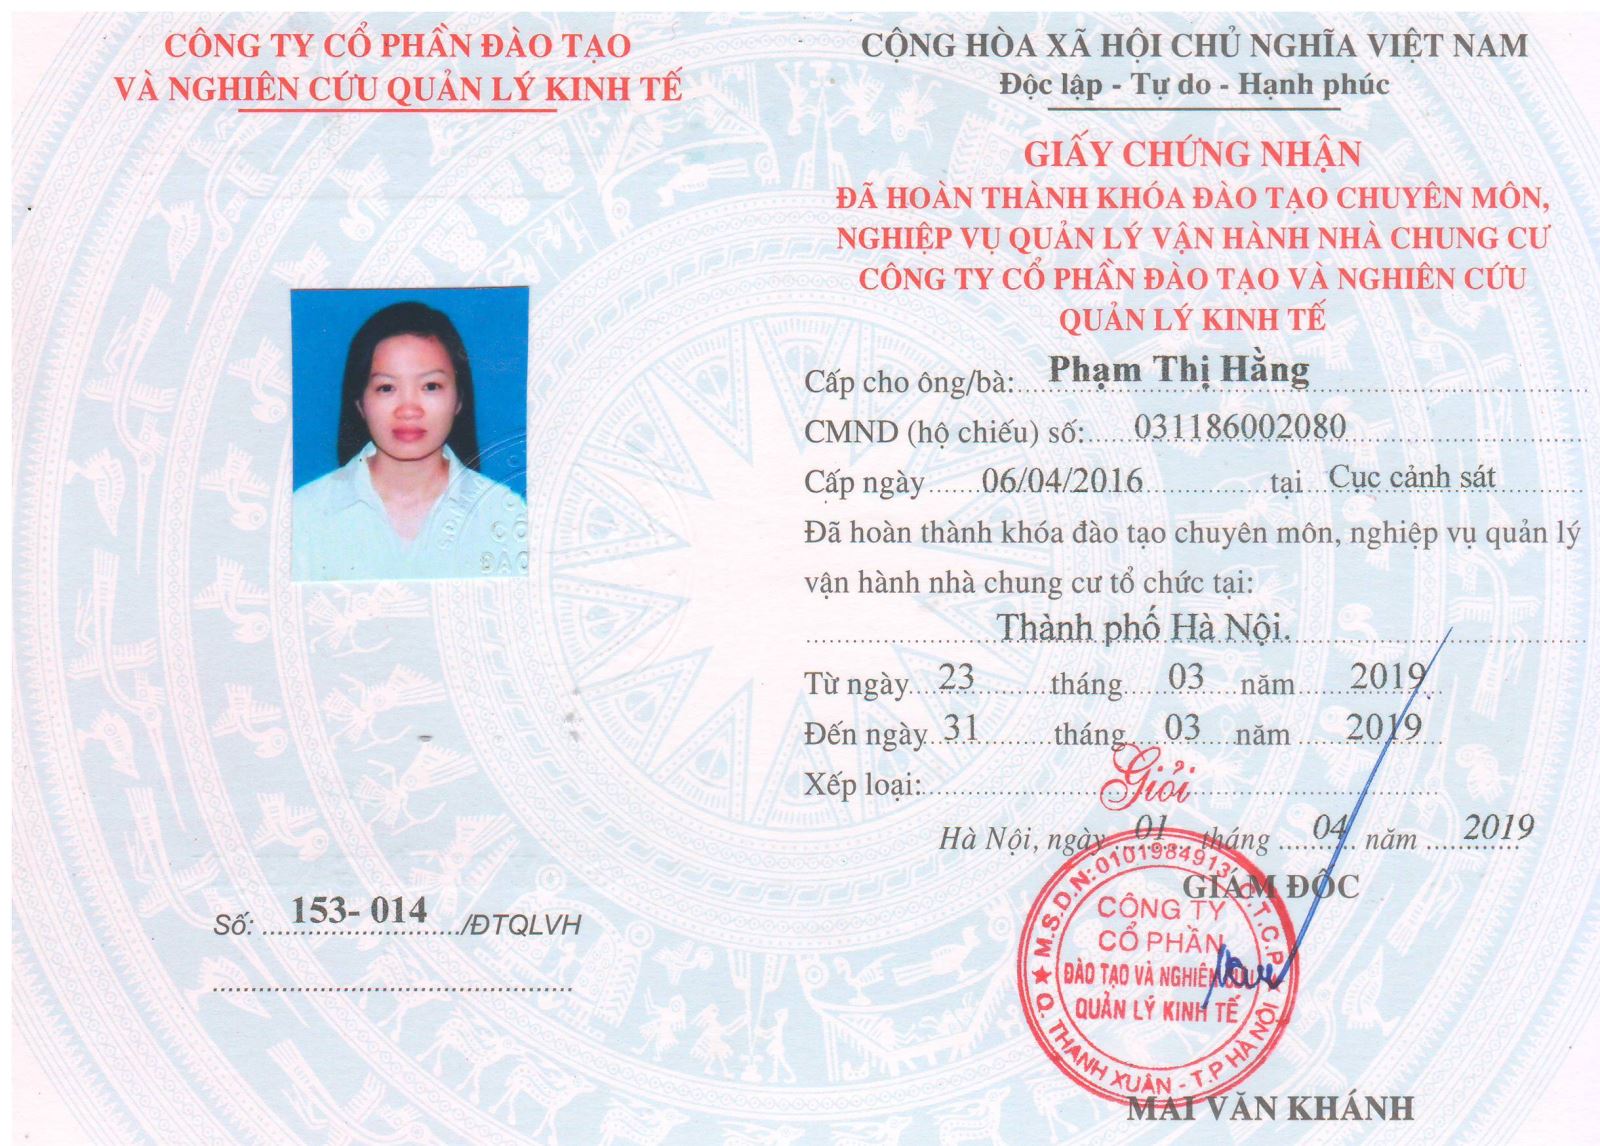 CÔNG TY CỔ PHẦN ĐÀO TẠO
VÀ NGHIÊN CỨU QUẢN LÝ KINH TẾ
CỘNG HÒA XÃ HỘI CHỦ NGHĨA VIỆT NAM
Độc lập - Tự do - Hạnh phúc
GIẤY CHỨNG NHẬN
ĐÃ HOÀN THÀNH KHÓA ĐÀO TẠO CHUYÊN MÔN,
NGHIỆP VỤ QUẢN LÝ VẬN HÀNH NHÀ CHUNG CƯ
CÔNG TY CỔ PHẦN ĐÀO TẠO VÀ NGHIÊN CỨU
QUẢN LÝ KINH TẾ
Cấp cho ông/bà: Phạm Thị Hằng
CMND (hộ chiếu) số: 031186002080
Cấp ngày 06/04/2016 tại Cục cảnh sát
Đã hoàn thành khóa đào tạo chuyên môn, nghiệp vụ quản lý
vận hành nhà chung cư tổ chức tại:
Thành phố Hà Nội.
Từ ngày 23 tháng 03 năm 2019
Đến ngày 31 tháng 03 năm 2019
Xếp loại: Giỏi
Hà Nội, ngày 01 tháng 04 năm 2019
GIÁM ĐỐC
M.S.D.N: 0101984913 C.T.C.P
CÔNG TY
CỔ PHẦN
ĐÀO TẠO VÀ NGHIÊN CỨU
QUẢN LÝ KINH TẾ
Q. THANH XUÂN - T.P HÀ NỘI
MAI VĂN KHÁNH
Số: 153- 014 /ĐTQLVH